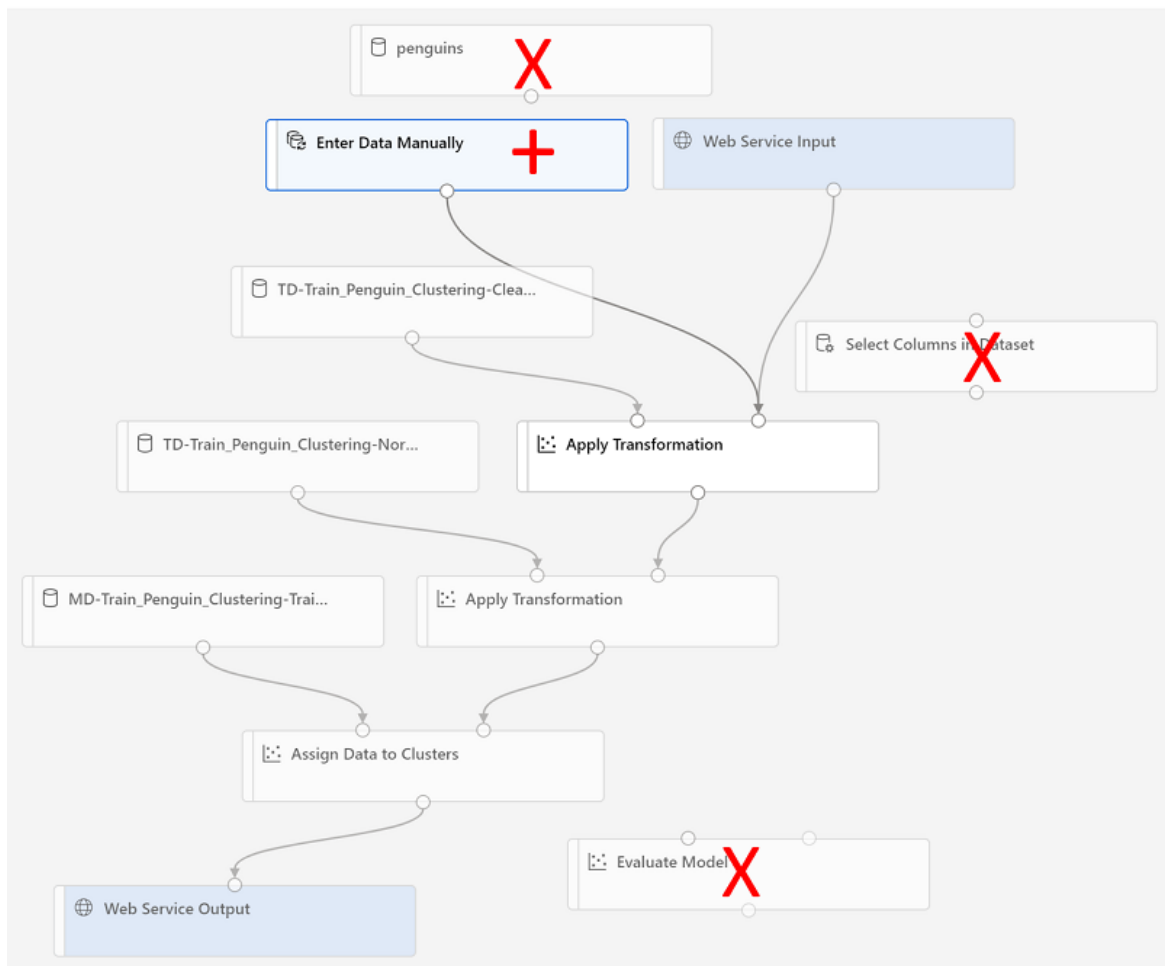 penguins
X
Enter Data Manually
+
Web Service Input
TD-Train_Penguin_Clustering-Clea...
Select Columns in Dataset
X
TD-Train_Penguin_Clustering-Nor...
Apply Transformation
MD-Train_Penguin_Clustering-Trai...
Apply Transformation
Assign Data to Clusters
Evaluate Model
X
Web Service Output